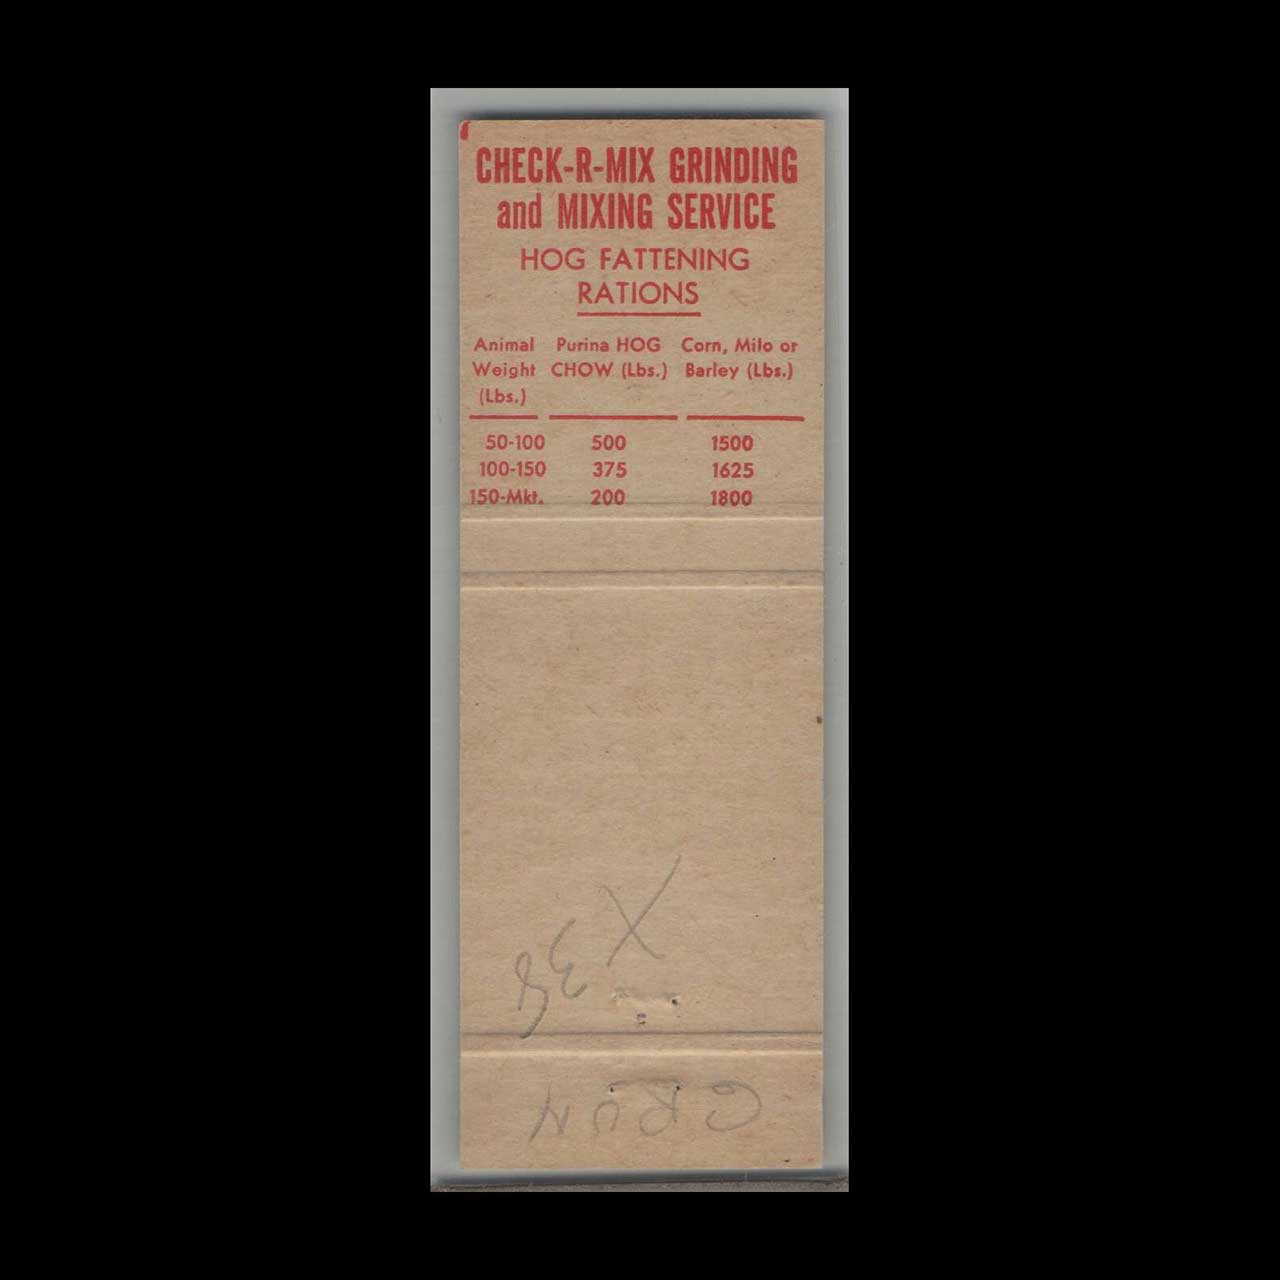 CHECK-R-MIX GRINDING
and MIXING SERVICE
HOG FATTENING
RATIONS
Animal Weight (Lbs.) Purina HOG CHOW (Lbs.) Corn, Milo or Barley (Lbs.)
50-100 500 1500
100-150 375 1625
150-Mkt. 200 1800